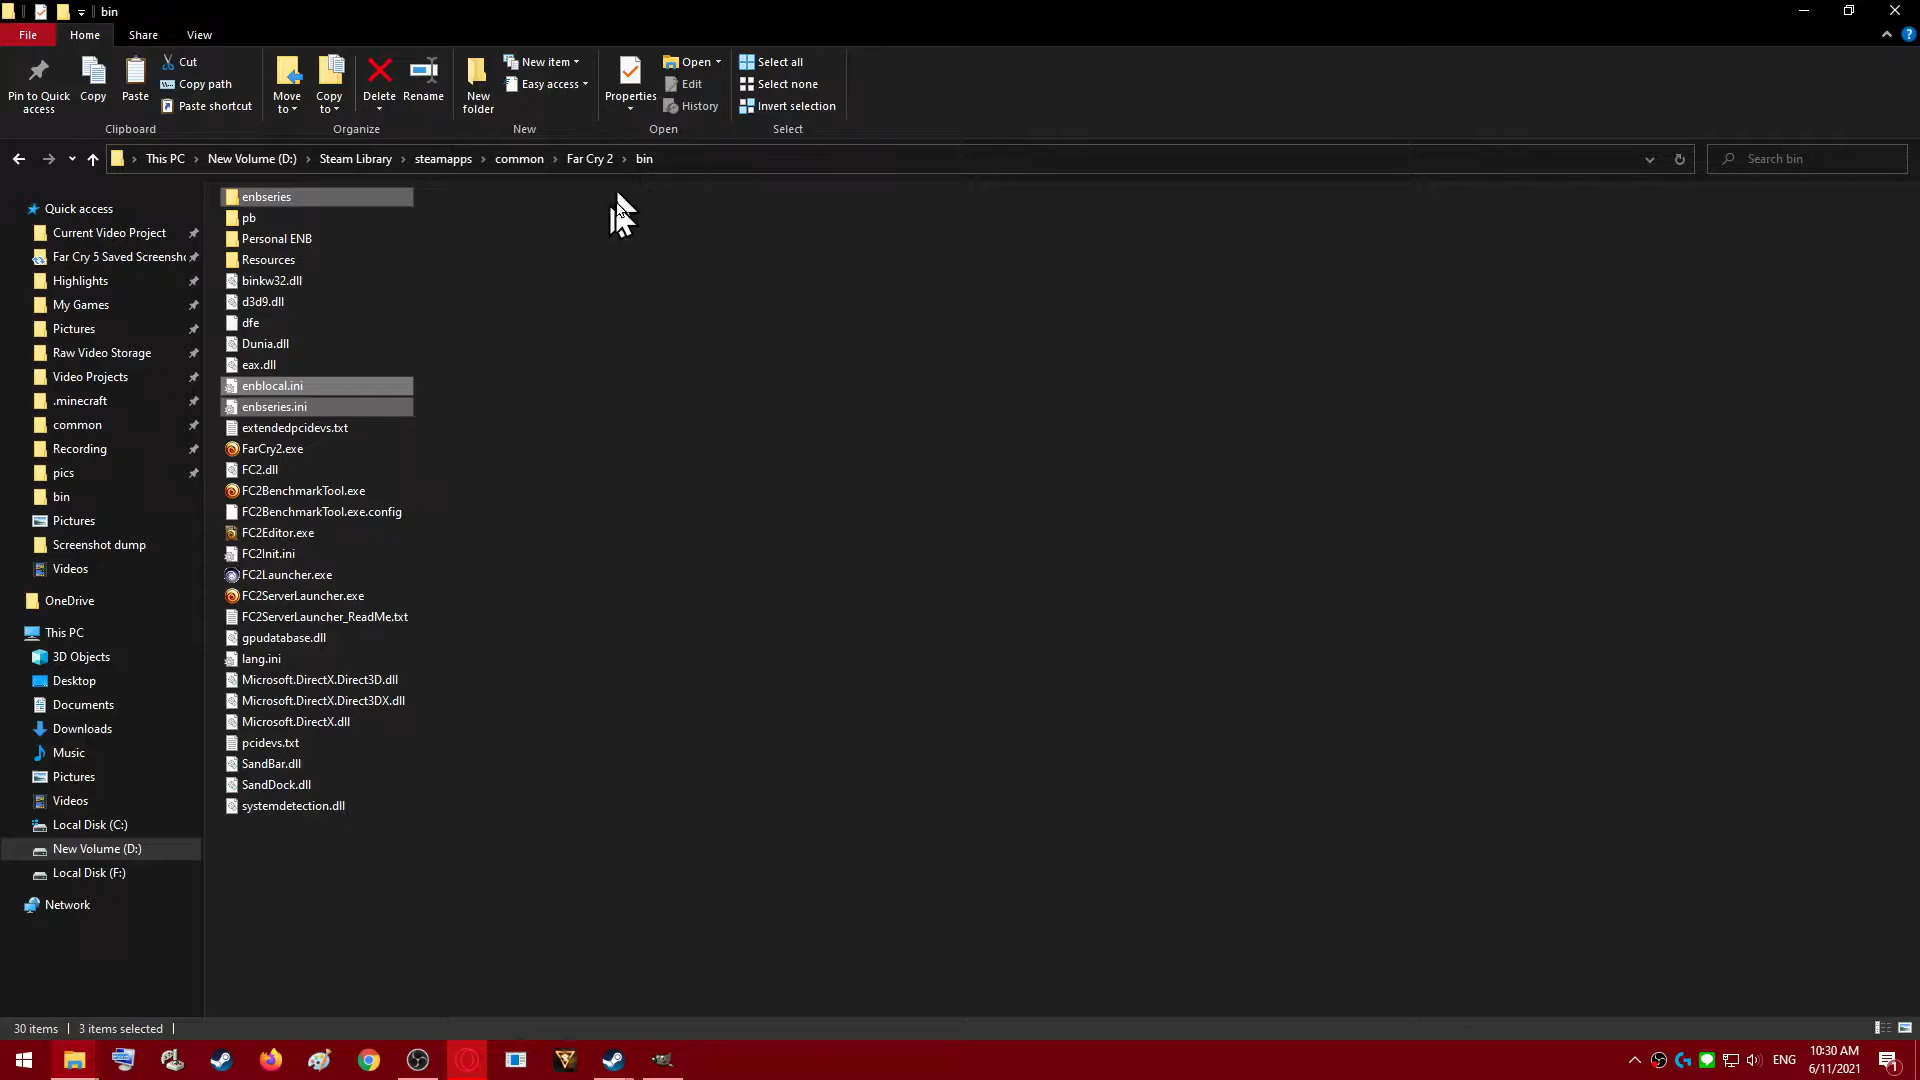 bin
File
Home
Share
View
Pin to Quick access
Copy
Paste
Cut
Copy path
Paste shortcut
Clipboard
Move to
Copy to
Delete
Rename
Organize
New folder
New item
Easy access
New
Properties
Open
Edit
History
Open
Select all
Select none
Invert selection
Select
This PC > New Volume (D:) > Steam Library > steamapps > common > Far Cry 2 > bin
Search bin
Quick access
Current Video Project
Far Cry 5 Saved Screensho
Highlights
My Games
Pictures
Raw Video Storage
Video Projects
.minecraft
common
Recording
pics
bin
Pictures
Screenshot dump
Videos
OneDrive
This PC
3D Objects
Desktop
Documents
Downloads
Music
Pictures
Videos
Local Disk (C:)
New Volume (D:)
Local Disk (F:)
Network
enbseries
pb
Personal ENB
Resources
binkw32.dll
d3d9.dll
dfe
Dunia.dll
eax.dll
enblocal.ini
enbseries.ini
extendedpcidevs.txt
FarCry2.exe
FC2.dll
FC2BenchmarkTool.exe
FC2BenchmarkTool.exe.config
FC2Editor.exe
FC2Init.ini
FC2Launcher.exe
FC2ServerLauncher.exe
FC2ServerLauncher_ReadMe.txt
gpudatabase.dll
lang.ini
Microsoft.DirectX.Direct3D.dll
Microsoft.DirectX.Direct3DX.dll
Microsoft.DirectX.dll
pcidevs.txt
SandBar.dll
SandDock.dll
systemdetection.dll
30 items
3 items selected
ENG
10:30 AM
6/11/2021
1